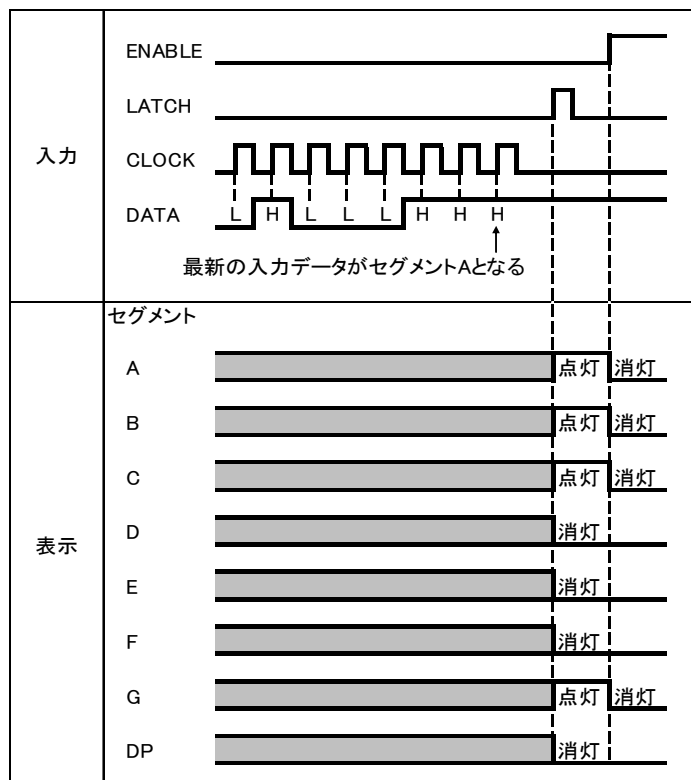 入力
ENABLE
LATCH
CLOCK
DATA
L H L L L H H H
最新の入力データがセグメントAとなる
表示
セグメント
A 点灯 消灯
B 点灯 消灯
C 点灯 消灯
D 消灯
E 消灯
F 消灯
G 点灯 消灯
DP 消灯